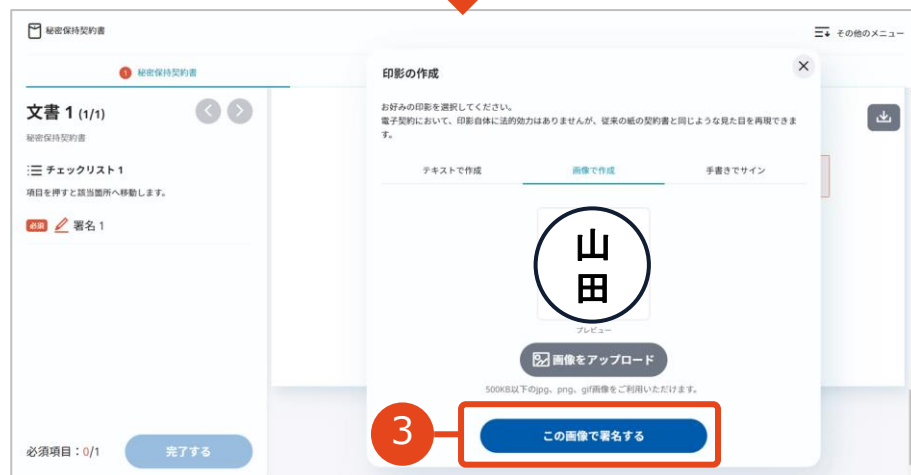 秘密保持契約書
その他のメニュー
1 秘密保持契約書
文書 1 (1/1)
秘密保持契約書
チェックリスト 1
項目を押すと該当箇所へ移動します。
必須 署名 1
必須項目：0/1
完了する
印影の作成
お好みの印影を選択してください。
電子契約において、印影自体に法的効力はありませんが、従来の紙の契約書と同じような見た目を再現できま
す。
テキストで作成
画像で作成
手書きでサイン
山
田
プレビュー
画像をアップロード
500KB以下のjpg、png、gif画像をご利用いただけます。
3
この画像で署名する